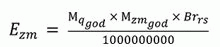 E_zm = (M_q_god × M_zm_god × Br_rs) / 1000000000